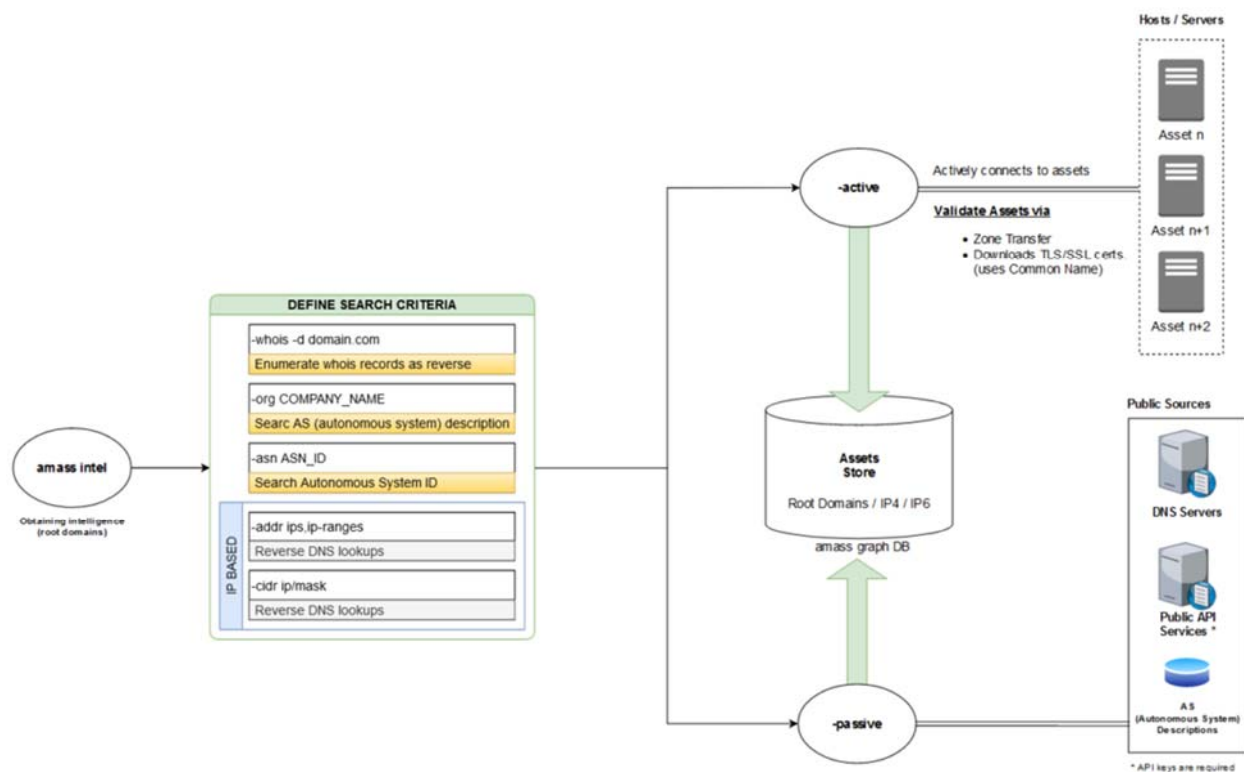 amass intel
Obtaining intelligence
(root domains)
DEFINE SEARCH CRITERIA
-whois -d domain.com
Enumerate whois records as reverse
-org COMPANY_NAME
Searc AS (autonomous system) description
-asn ASN_ID
Search Autonomous System ID
IP BASED
-addr ips,ip-ranges
Reverse DNS lookups
-cidr ip/mask
Reverse DNS lookups
-active
Actively connects to assets
Validate Assets via
• Zone Transfer
• Downloads TLS/SSL certs
(uses Common Name)
Hosts / Servers
Asset n
Asset n+1
Asset n+2
Assets
Store
Root Domains / IP4 / IP6
amass graph DB
-passive
Public Sources
DNS Servers
Public API
Services *
AS
(Autonomous System)
Descriptions
* API keys are required